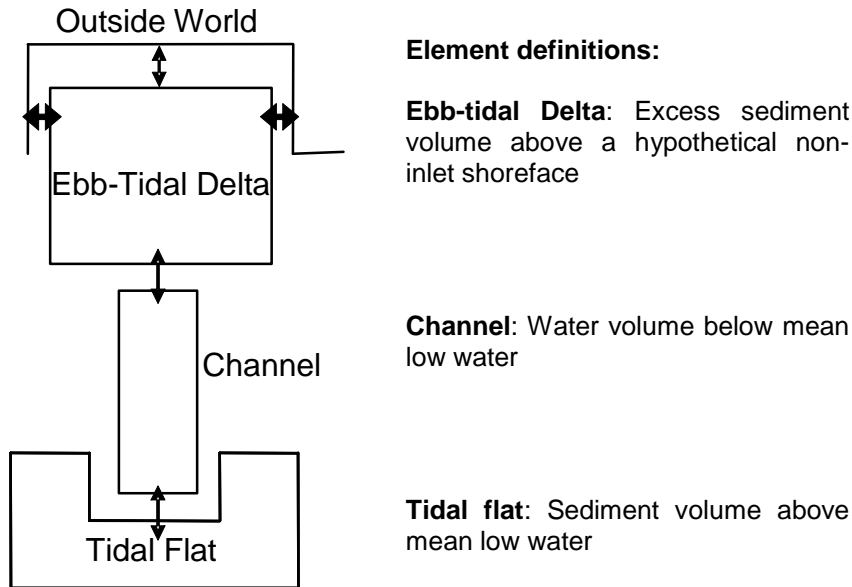 Outside World
Ebb-Tidal Delta
Channel
Tidal Flat
Element definitions:
Ebb-tidal Delta: Excess sediment
volume above a hypothetical non-
inlet shoreface
Channel: Water volume below mean
low water
Tidal flat: Sediment volume above
mean low water